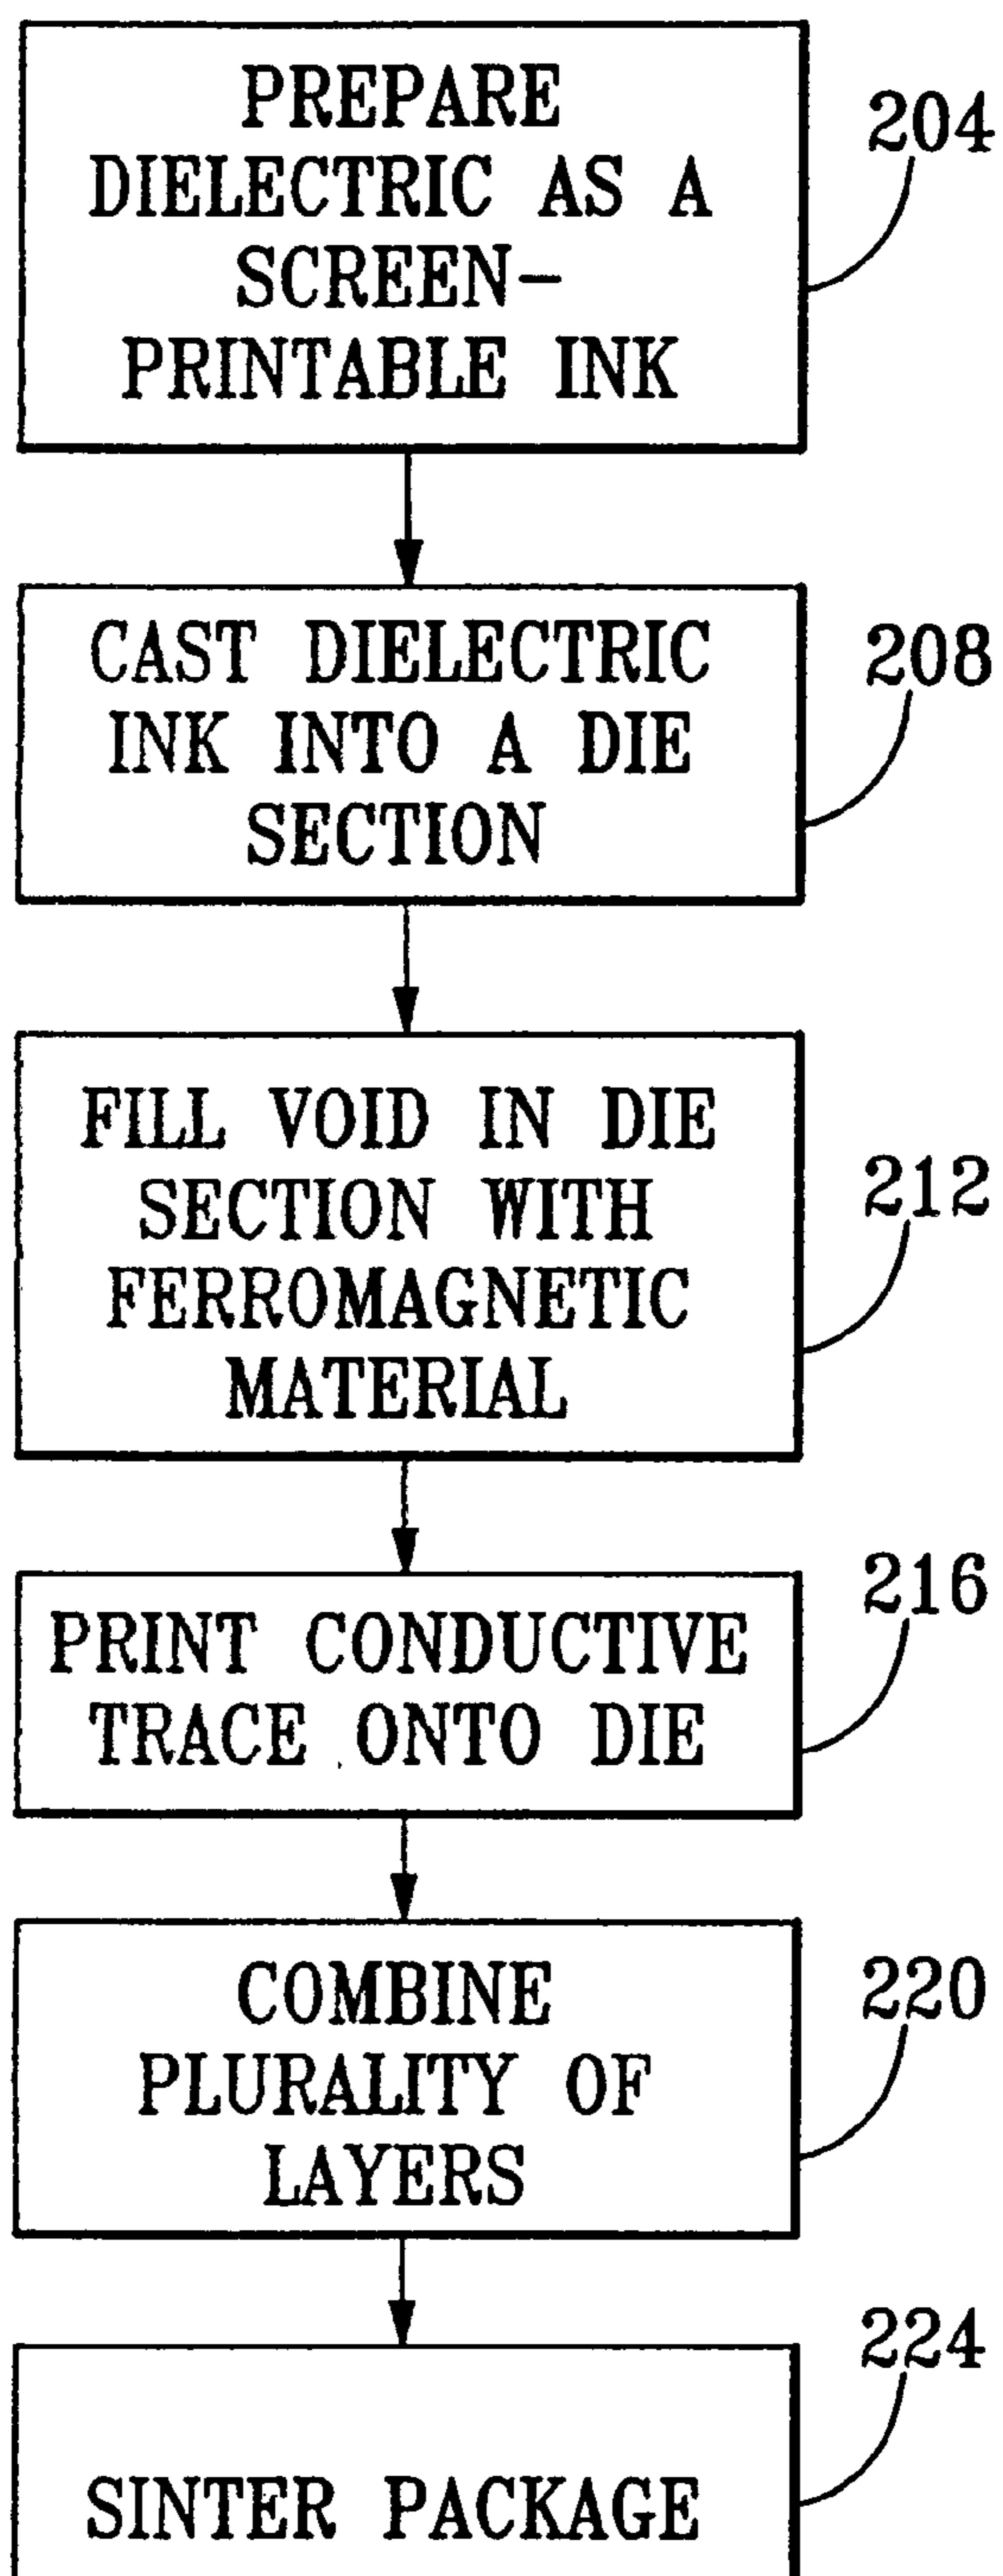 PREPARE
DIELECTRIC AS A
SCREEN-
PRINTABLE INK
204
CAST DIELECTRIC
INK INTO A DIE
SECTION
208
FILL VOID IN DIE
SECTION WITH
FERROMAGNETIC
MATERIAL
212
PRINT CONDUCTIVE
TRACE ONTO DIE
216
COMBINE
PLURALITY OF
LAYERS
220
SINTER PACKAGE
224